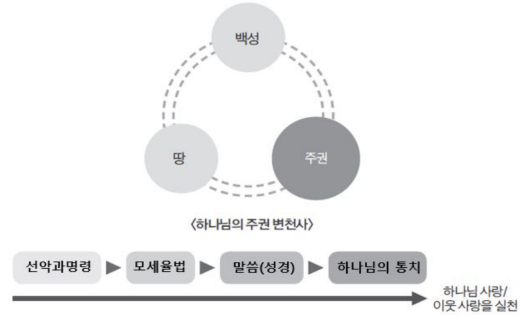 백성
땅
주권
〈하나님의 주권 변천사〉
선악과명령
모세율법
말씀(성경)
하나님의 통치
하나님 사랑/
이웃 사랑을 실천